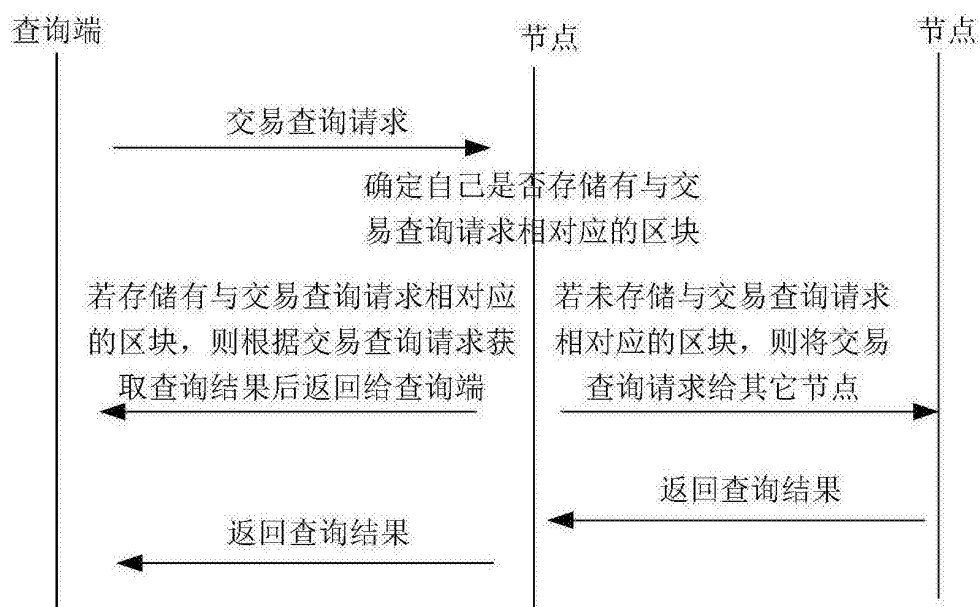 查询端
节点
节点
交易查询请求
确定自己是否存储有与交
易查询请求相对应的区块
若存储有与交易查询请求相对应
的区块，则根据交易查询请求获
取查询结果后返回给查询端
若未存储与交易查询请求
相对应的区块，则将交易
查询请求给其它节点
返回查询结果
返回查询结果